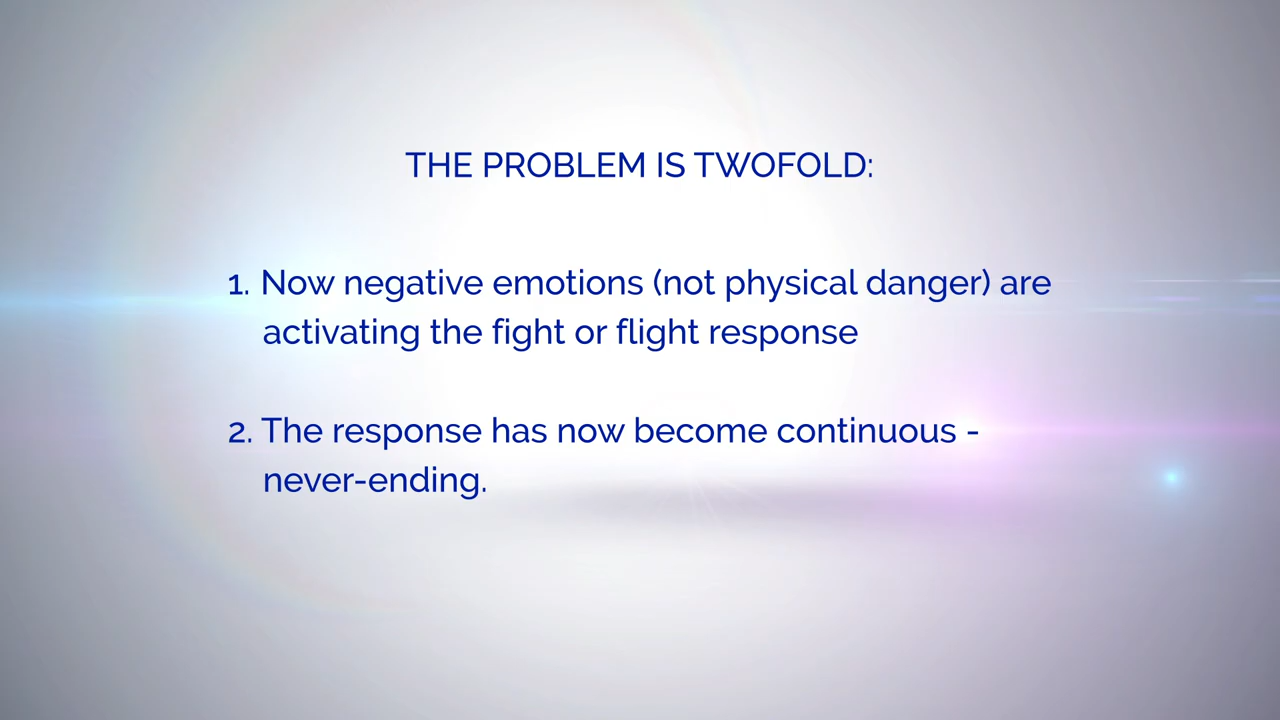 THE PROBLEM IS TWOFOLD:
1. Now negative emotions (not physical danger) are
activating the fight or flight response
2. The response has now become continuous -
never-ending.